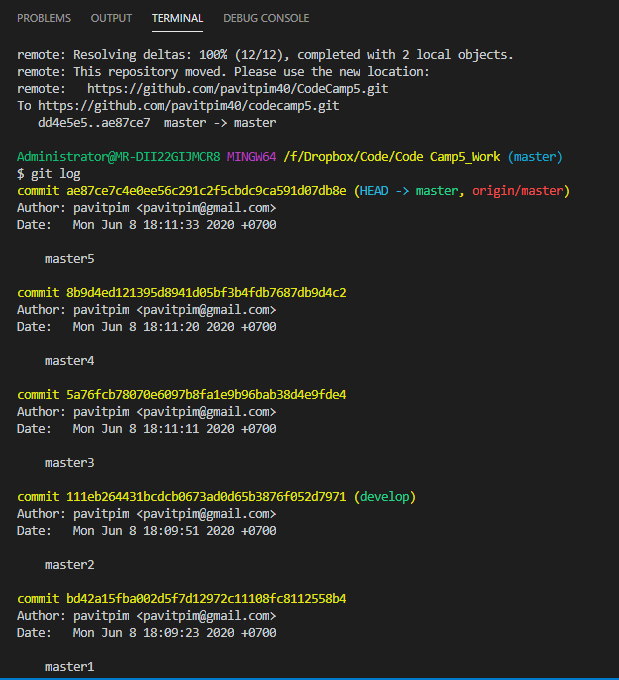 PROBLEMS OUTPUT TERMINAL DEBUG CONSOLE
remote: Resolving deltas: 100% (12/12), completed with 2 local objects.
remote: This repository moved. Please use the new location:
remote:   https://github.com/pavitpim40/CodeCamp5.git
To https://github.com/pavitpim40/codecamp5.git
   dd4e5e5..ae87ce7  master -> master
Administrator@MR-DII22GIJMCR8 MINGW64 /f/Dropbox/Code/Code Camp5_Work (master)
$ git log
commit ae87ce7c4e0ee56c291c2f5cbdc9ca591d07db8e (HEAD -> master, origin/master)
Author: pavitpim <pavitpim@gmail.com>
Date:   Mon Jun 8 18:11:33 2020 +0700
    master5
commit 8b9d4ed121395d8941d05bf3b4fdb7687db9d4c2
Author: pavitpim <pavitpim@gmail.com>
Date:   Mon Jun 8 18:11:20 2020 +0700
    master4
commit 5a76fcb78070e6097b8fa1e9b96bab38d4e9fde4
Author: pavitpim <pavitpim@gmail.com>
Date:   Mon Jun 8 18:11:11 2020 +0700
    master3
commit 111eb264431bcdcb0673ad0d65b3876f052d7971 (develop)
Author: pavitpim <pavitpim@gmail.com>
Date:   Mon Jun 8 18:09:51 2020 +0700
    master2
commit bd42a15fba002d5f7d12972c11108fc8112558b4
Author: pavitpim <pavitpim@gmail.com>
Date:   Mon Jun 8 18:09:23 2020 +0700
    master1